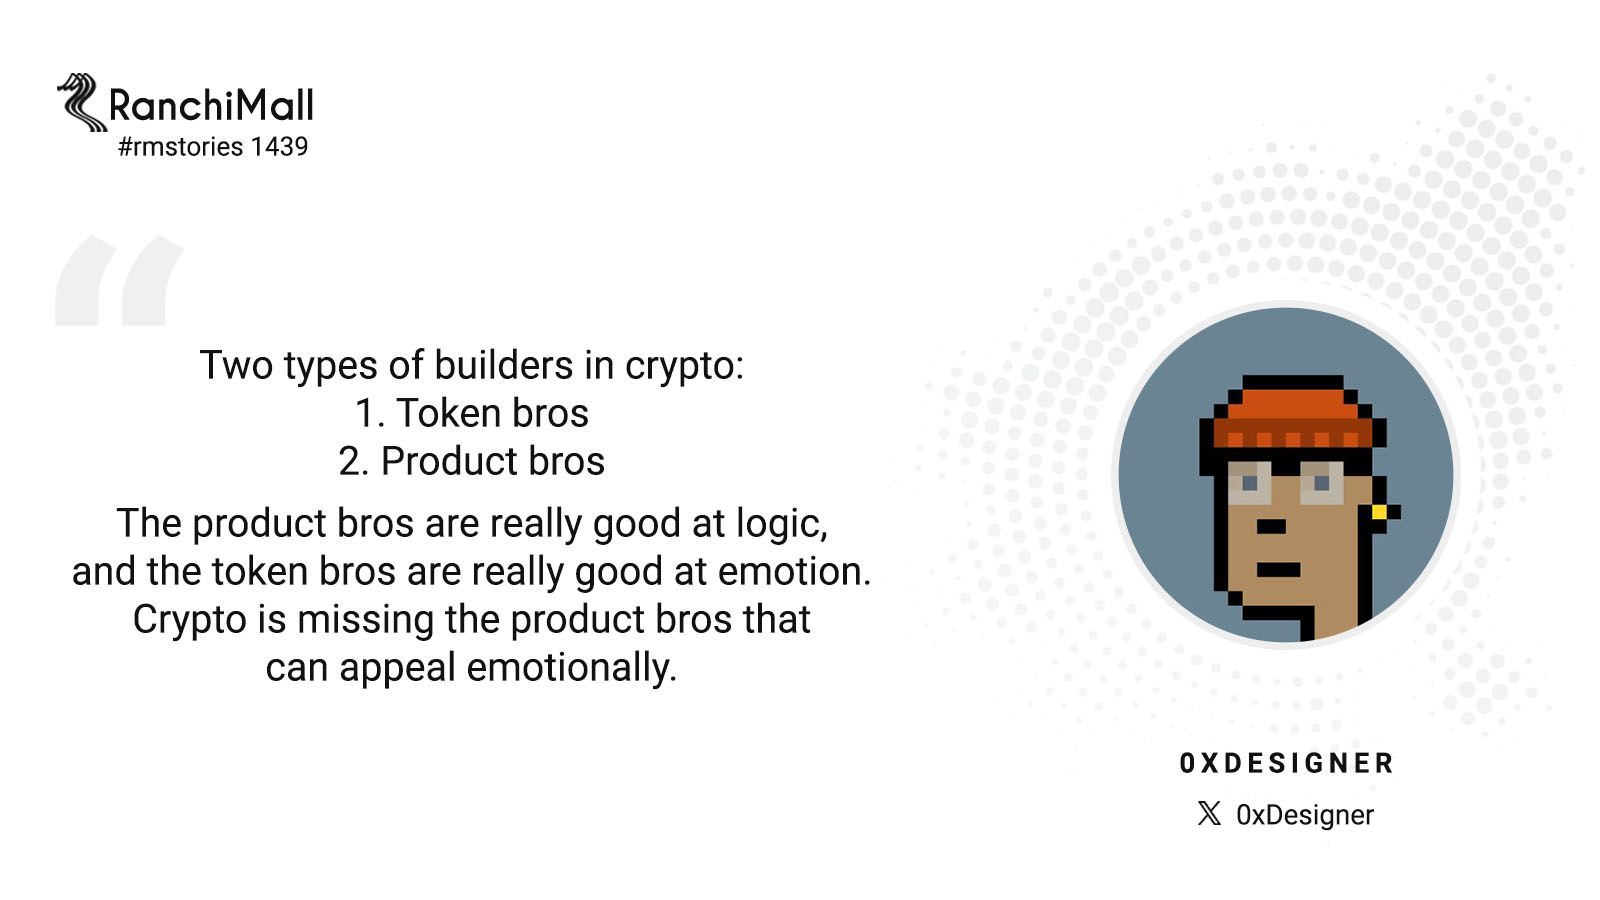 RanchiMall
#rmstories 1439
“
Two types of builders in crypto:
1. Token bros
2. Product bros
The product bros are really good at logic,
and the token bros are really good at emotion.
Crypto is missing the product bros that
can appeal emotionally.
0XDESIGNER
𝕏 0xDesigner